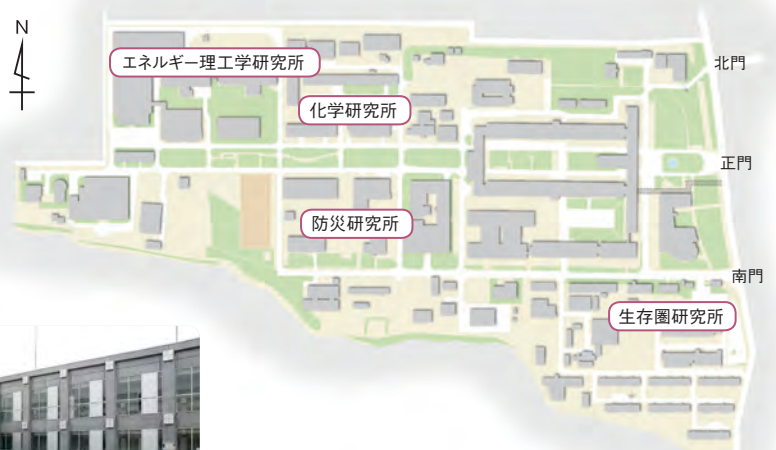 N
エネルギー理工学研究所
北門
化学研究所
正門
防災研究所
南門
生存圏研究所